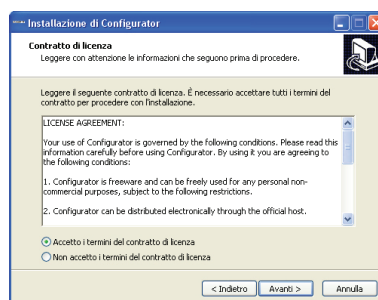 Installazione di Configurator
Contratto di licenza
Leggere con attenzione le informazioni che seguono prima di procedere.
Leggere il seguente contratto di licenza. È necessario accettare tutti i termini del
contratto per procedere con l'installazione.
LICENSE AGREEMENT:
Your use of Configurator is governed by the following conditions. Please read this
information carefully before using Configurator. By using it you are agreeing to
the following conditions:
1. Configurator is freeware and can be freely used for any personal non-
commercial purposes, subject to the following restrictions.
2. Configurator can be distributed electronically through the official host.
Accetto i termini del contratto di licenza
Non accetto i termini del contratto di licenza
< Indietro Avanti > Annulla